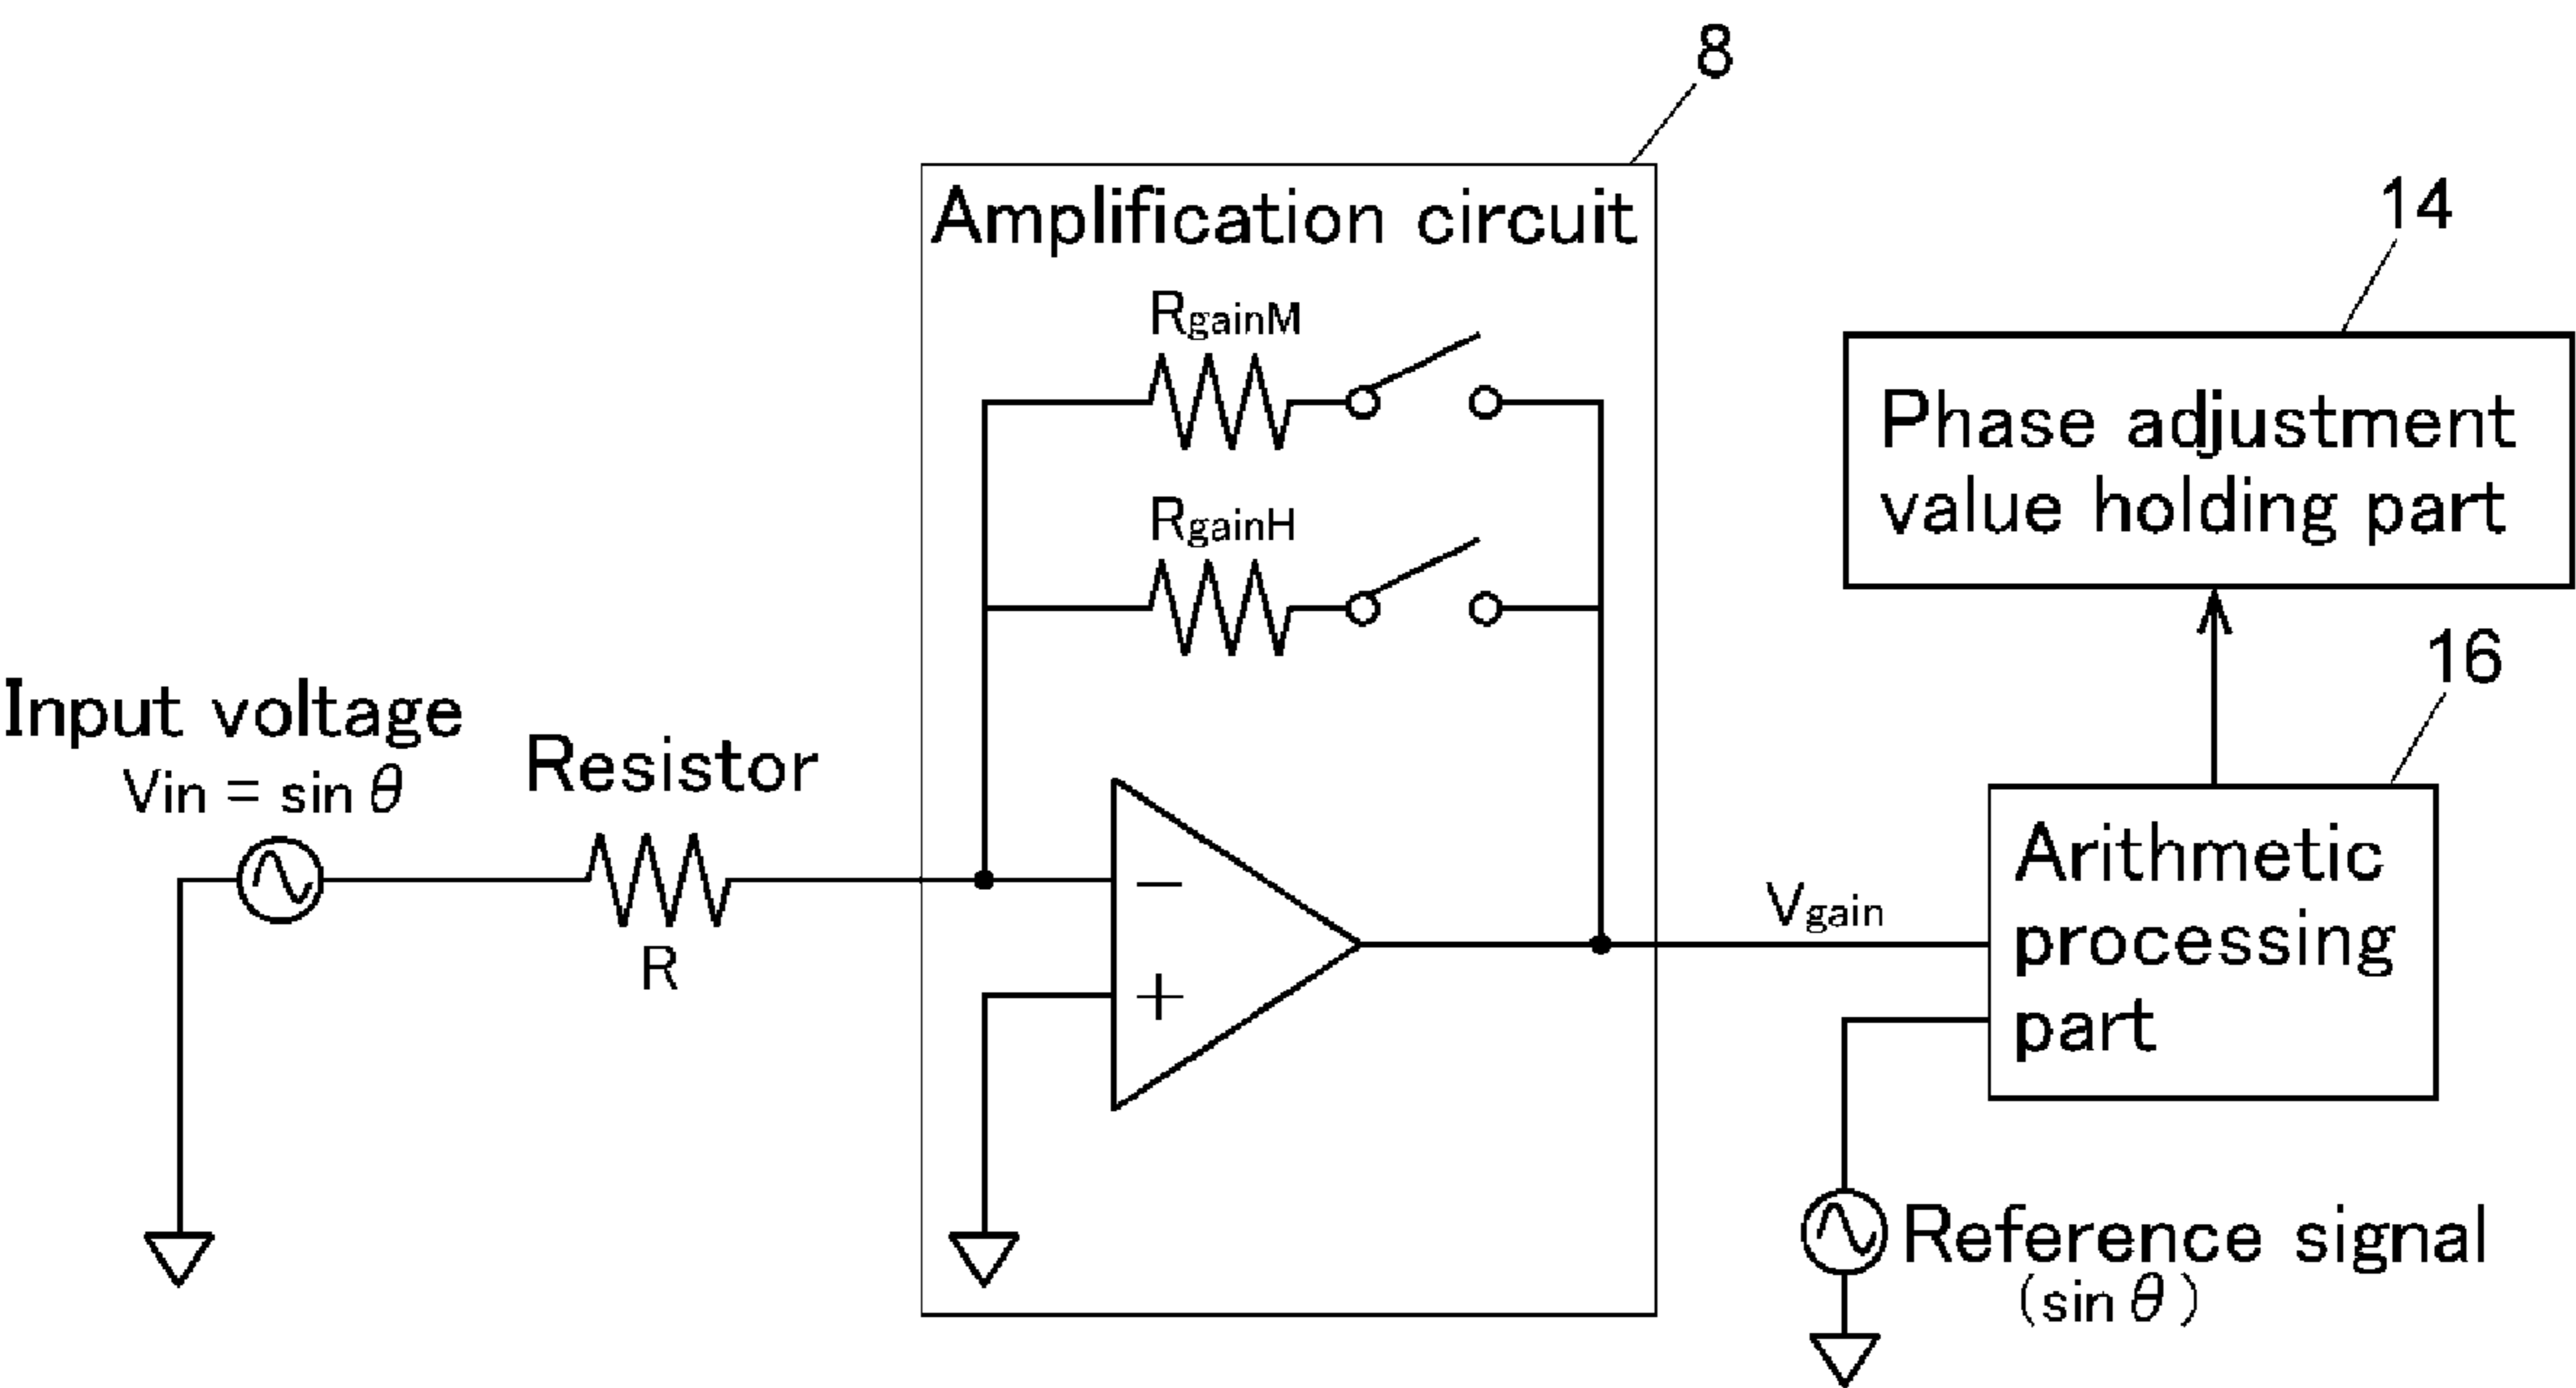 8
Amplification circuit
14
RgainM
Phase adjustment
value holding part
RgainH
16
Input voltage
Vin = sin θ
Resistor
R
−
+
Vgain
Arithmetic
processing
part
Reference signal
(sin θ)